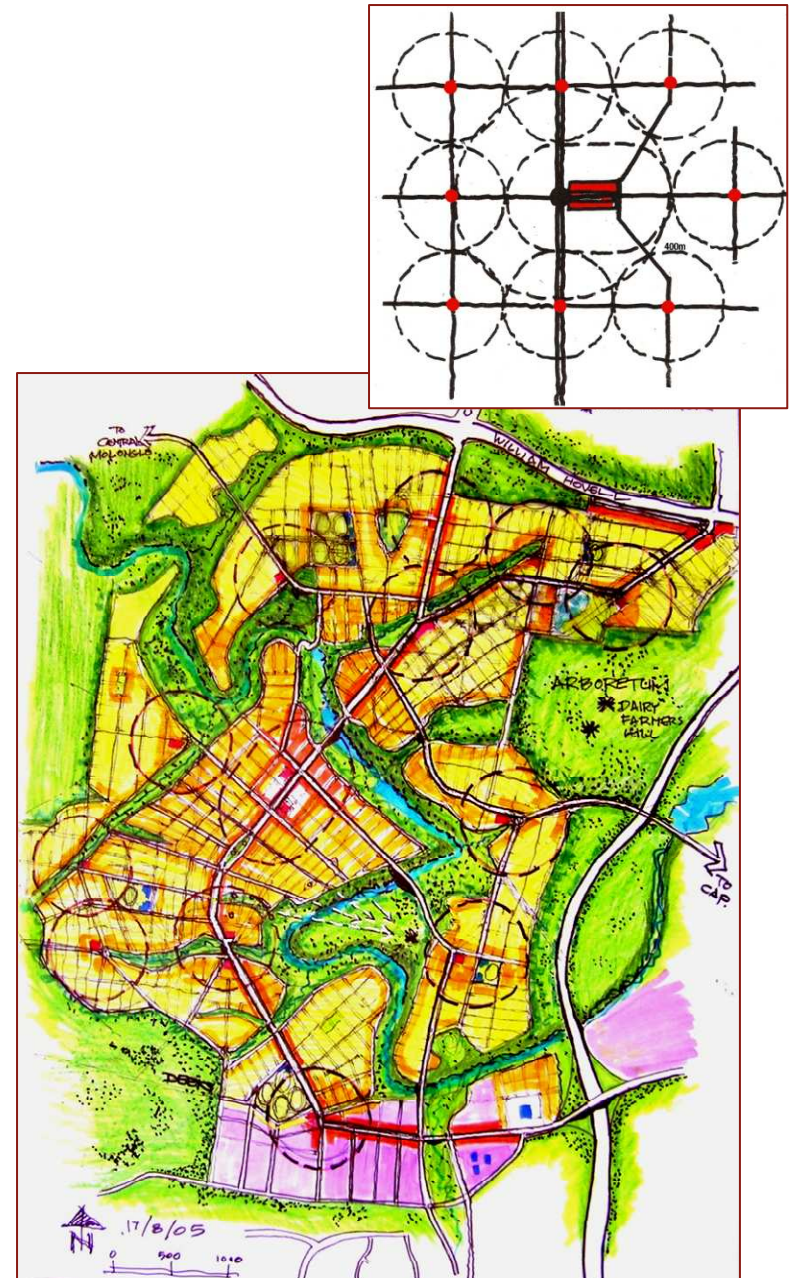 400m
TO
CENTRAL
MOLONGLO
WILLIAM HOVELL
ARBORETUM
DAIRY
FARMERS
HILL
TO
CAP.
N
17/8/05
0 500 1000